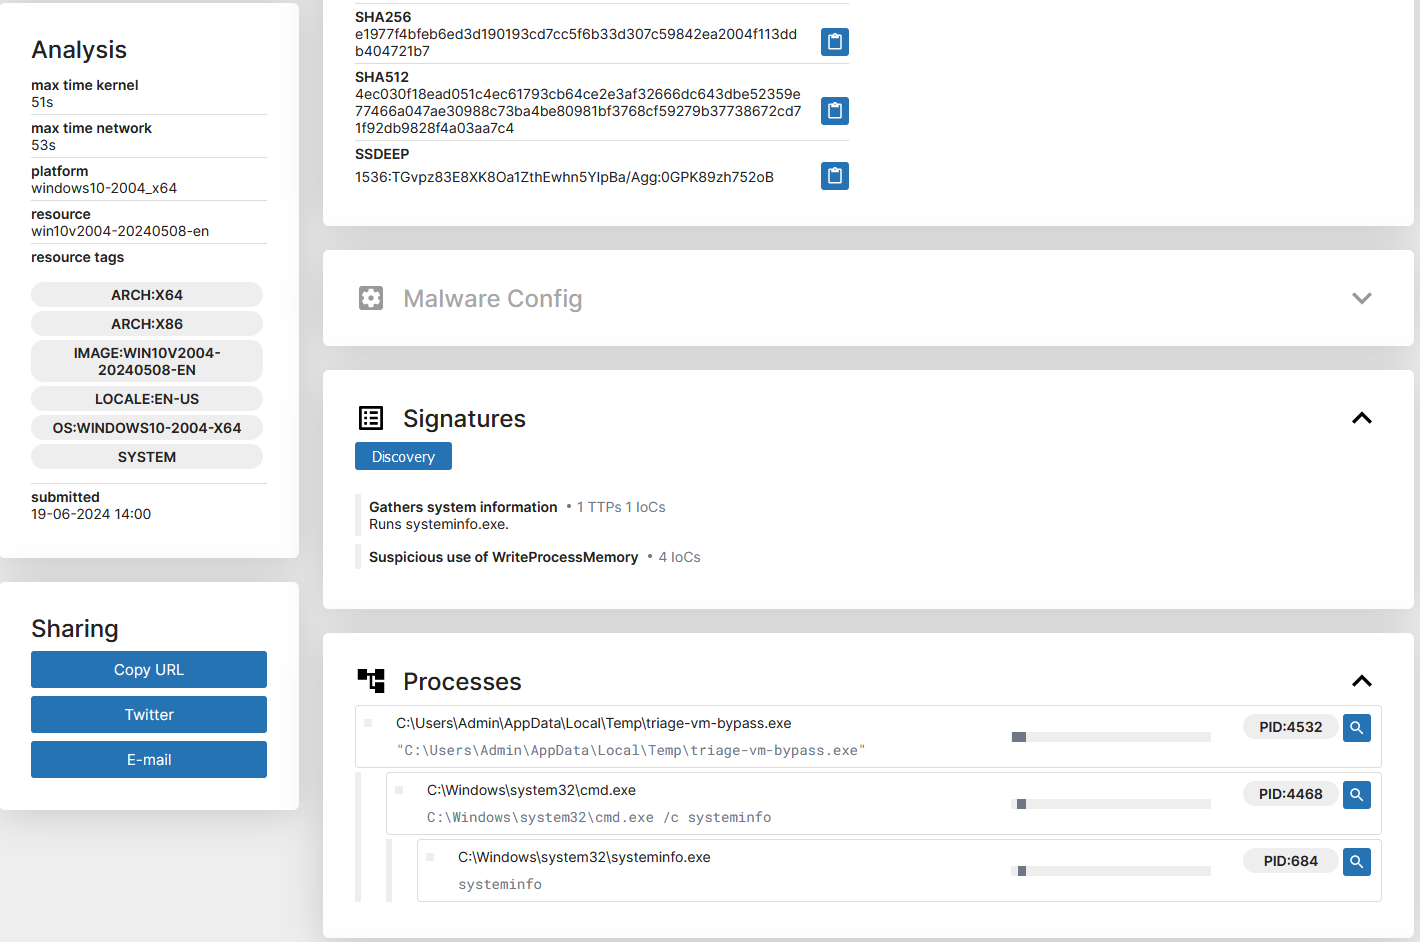 Analysis
max time kernel
51s
max time network
53s
platform
windows10-2004_x64
resource
win10v2004-20240508-en
resource tags
ARCH:X64
ARCH:X86
IMAGE:WIN10V2004-
20240508-EN
LOCALE:EN-US
OS:WINDOWS10-2004-X64
SYSTEM
submitted
19-06-2024 14:00
Sharing
Copy URL
Twitter
E-mail
SHA256
e1977f4bfeb6ed3d190193cd7cc5f6b33d307c59842ea2004f113dd
b404721b7
SHA512
4ec030f18ead051c4ec61793cb64ce2e3af32666dc643dbe52359e
77466a047ae30988c73ba4be80981bf3768cf59279b37738672cd7
1f92db9828f4a03aa7c4
SSDEEP
1536:TGvpz83E8XK8Oa1ZthEwhn5YIpBa/Agg:0GPK89zh752oB
Malware Config
Signatures
Discovery
Gathers system information • 1 TTPs 1 IoCs
Runs systeminfo.exe.
Suspicious use of WriteProcessMemory • 4 IoCs
Processes
C:\Users\Admin\AppData\Local\Temp\triage-vm-bypass.exe
"C:\Users\Admin\AppData\Local\Temp\triage-vm-bypass.exe"
PID:4532
C:\Windows\system32\cmd.exe
C:\Windows\system32\cmd.exe /c systeminfo
PID:4468
C:\Windows\system32\systeminfo.exe
systeminfo
PID:684